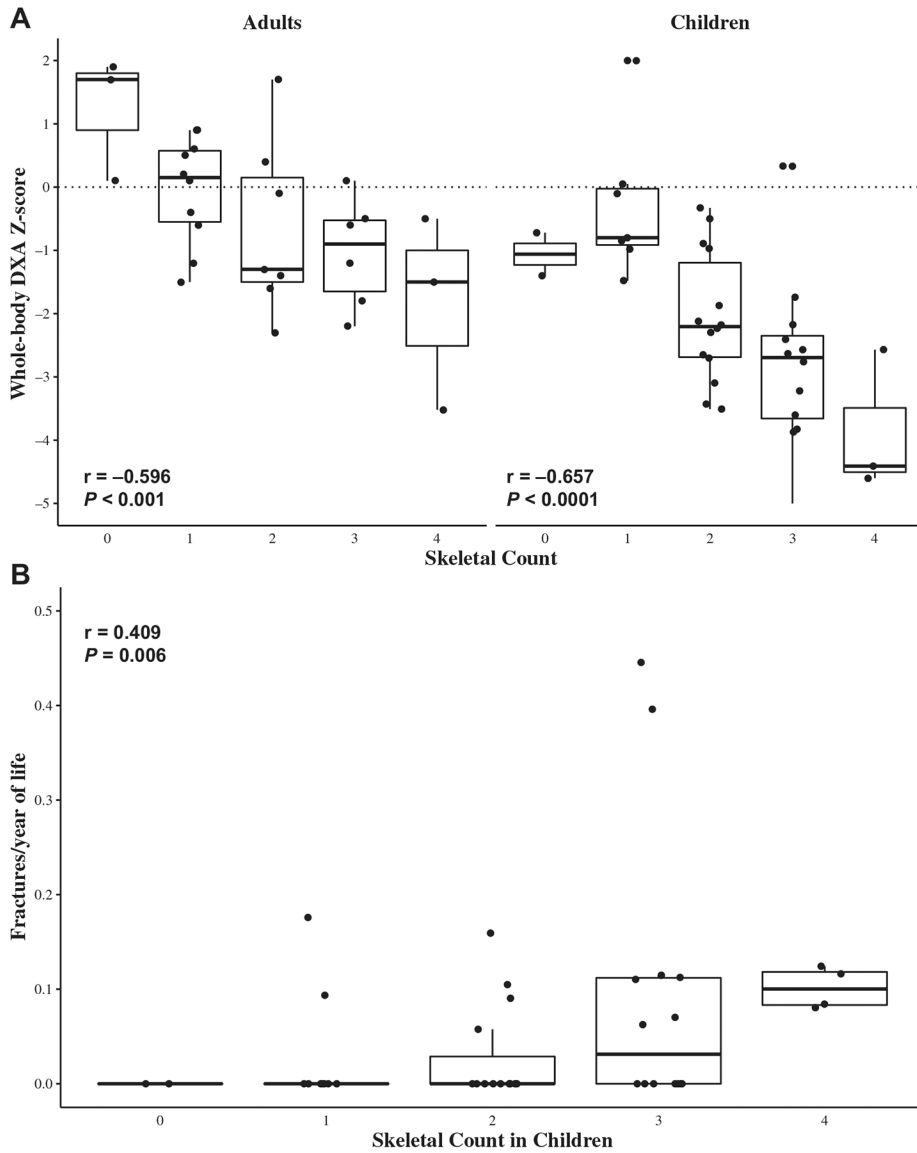 A
Adults
Children
Whole-body DXA Z-score
2
1
0
–1
–2
–3
–4
–5
r = –0.596
P < 0.001
r = –0.657
P < 0.0001
0 1 2 3 4
0 1 2 3 4
Skeletal Count
B
Fractures/year of life
0.5
0.4
0.3
0.2
0.1
0.0
r = 0.409
P = 0.006
0 1 2 3 4
Skeletal Count in Children